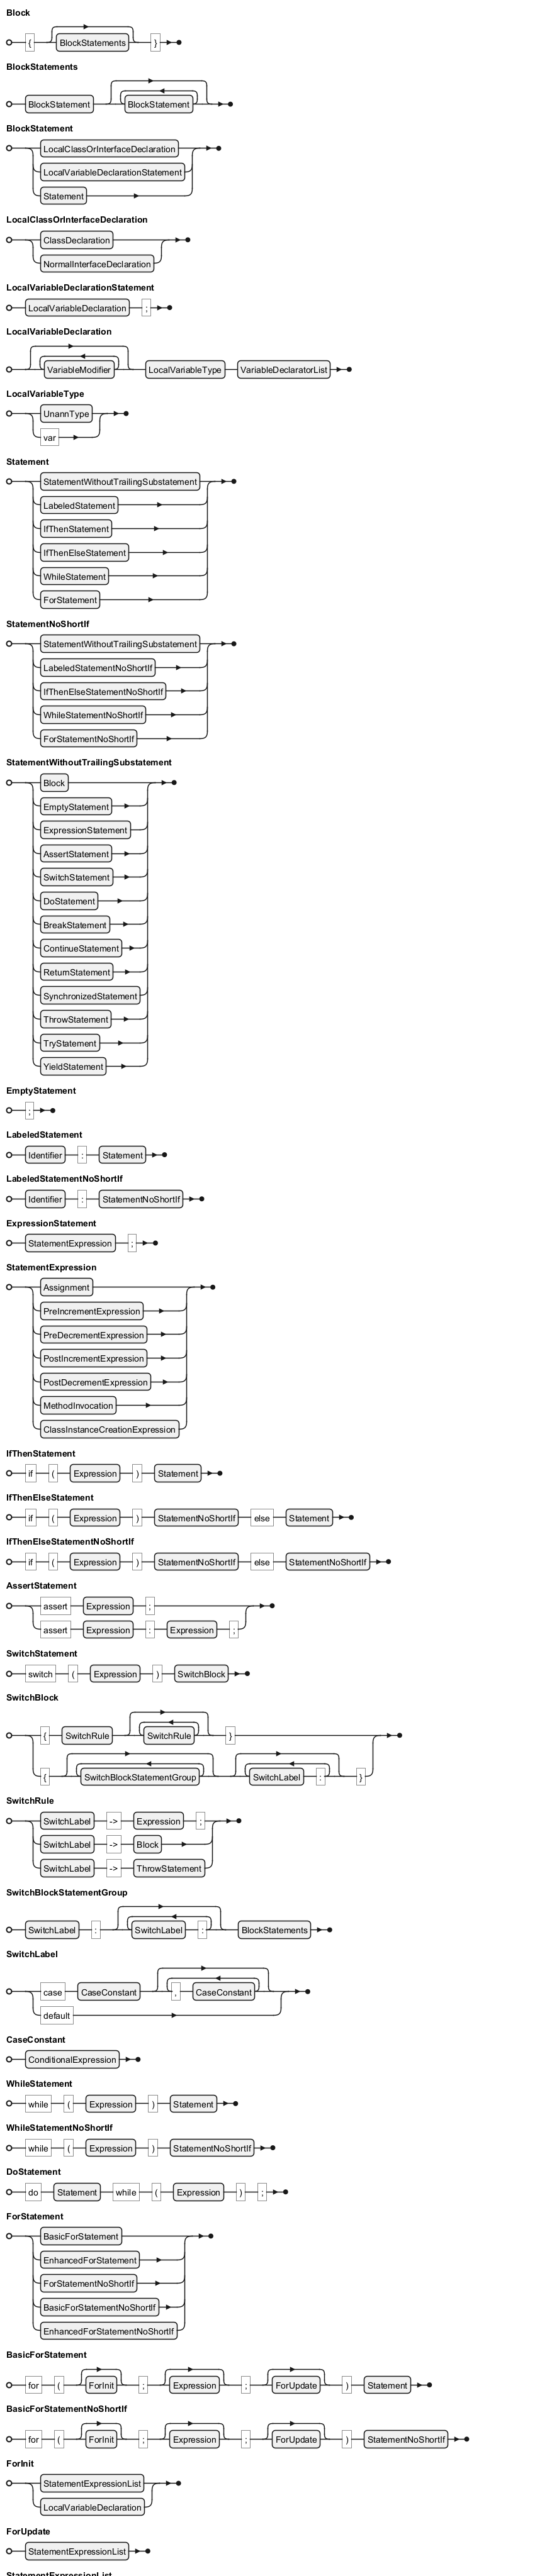 Block
{ BlockStatements }
BlockStatements
BlockStatement BlockStatement
BlockStatement
LocalClassOrInterfaceDeclaration
LocalVariableDeclarationStatement
Statement
LocalClassOrInterfaceDeclaration
ClassDeclaration
NormalInterfaceDeclaration
LocalVariableDeclarationStatement
LocalVariableDeclaration ;
LocalVariableDeclaration
VariableModifier LocalVariableType VariableDeclaratorList
LocalVariableType
UnannType
var
Statement
StatementWithoutTrailingSubstatement
LabeledStatement
IfThenStatement
IfThenElseStatement
WhileStatement
ForStatement
StatementNoShortIf
StatementWithoutTrailingSubstatement
LabeledStatementNoShortIf
IfThenElseStatementNoShortIf
WhileStatementNoShortIf
ForStatementNoShortIf
StatementWithoutTrailingSubstatement
Block
EmptyStatement
ExpressionStatement
AssertStatement
SwitchStatement
DoStatement
BreakStatement
ContinueStatement
ReturnStatement
SynchronizedStatement
ThrowStatement
TryStatement
YieldStatement
EmptyStatement
;
LabeledStatement
Identifier : Statement
LabeledStatementNoShortIf
Identifier : StatementNoShortIf
ExpressionStatement
StatementExpression ;
StatementExpression
Assignment
PreIncrementExpression
PreDecrementExpression
PostIncrementExpression
PostDecrementExpression
MethodInvocation
ClassInstanceCreationExpression
IfThenStatement
if ( Expression ) Statement
IfThenElseStatement
if ( Expression ) StatementNoShortIf else Statement
IfThenElseStatementNoShortIf
if ( Expression ) StatementNoShortIf else StatementNoShortIf
AssertStatement
assert Expression ;
assert Expression : Expression ;
SwitchStatement
switch ( Expression ) SwitchBlock
SwitchBlock
{ SwitchRule SwitchRule }
{ SwitchBlockStatementGroup SwitchLabel : }
SwitchRule
SwitchLabel -> Expression ;
SwitchLabel -> Block
SwitchLabel -> ThrowStatement
SwitchBlockStatementGroup
SwitchLabel : SwitchLabel : BlockStatements
SwitchLabel
case CaseConstant , CaseConstant
default
CaseConstant
ConditionalExpression
WhileStatement
while ( Expression ) Statement
WhileStatementNoShortIf
while ( Expression ) StatementNoShortIf
DoStatement
do Statement while ( Expression ) ;
ForStatement
BasicForStatement
EnhancedForStatement
ForStatementNoShortIf
BasicForStatementNoShortIf
EnhancedForStatementNoShortIf
BasicForStatement
for ( ForInit ; Expression ; ForUpdate ) Statement
BasicForStatementNoShortIf
for ( ForInit ; Expression ; ForUpdate ) StatementNoShortIf
ForInit
StatementExpressionList
LocalVariableDeclaration
ForUpdate
StatementExpressionList
StatementExpressionList